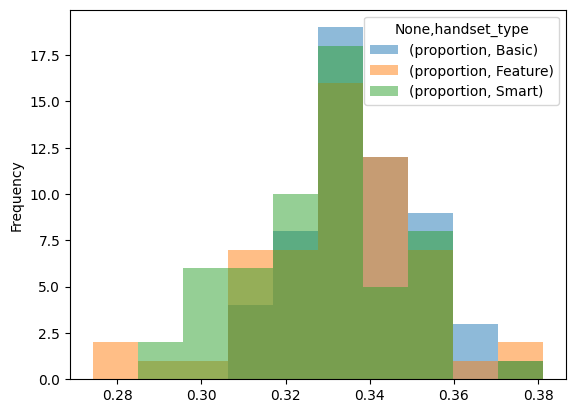 None,handset_type
(proportion, Basic)
(proportion, Feature)
(proportion, Smart)
Frequency
17.5
15.0
12.5
10.0
7.5
5.0
2.5
0.0
0.28 0.30 0.32 0.34 0.36 0.38